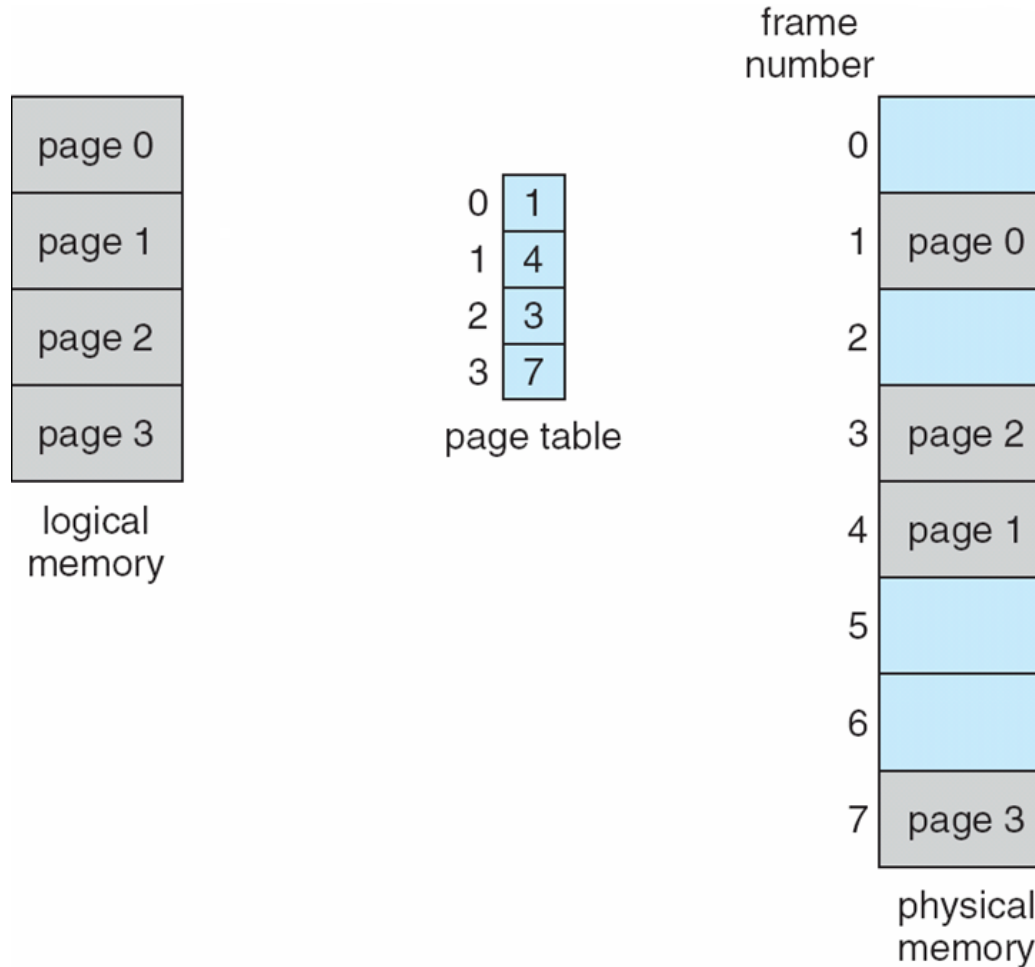 page 0
page 1
page 2
page 3
logical
memory
0 1
1 4
2 3
3 7
page table
frame
number
0
1 page 0
2
3 page 2
4 page 1
5
6
7 page 3
physical
memory